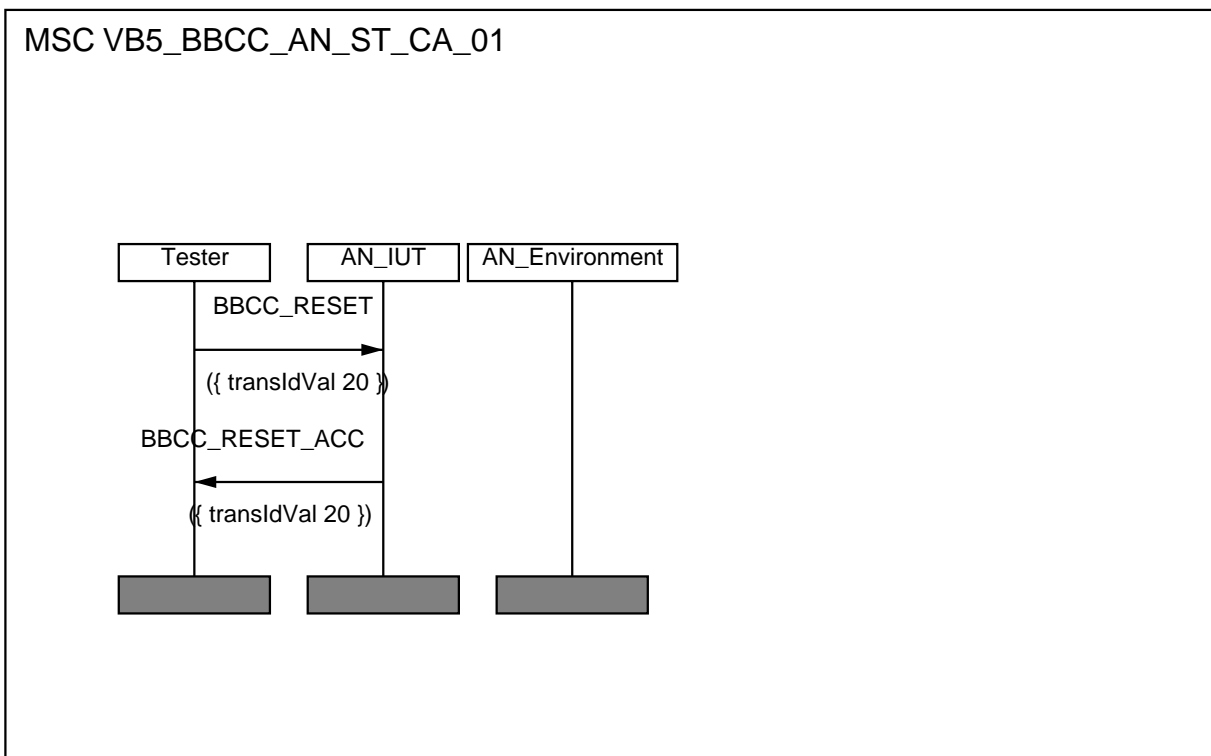 MSC VB5_BBCC_AN_ST_CA_01
Tester AN_IUT AN_Environment
BBCC_RESET
({ transIdVal 20 })
BBCC_RESET_ACC
({ transIdVal 20 })